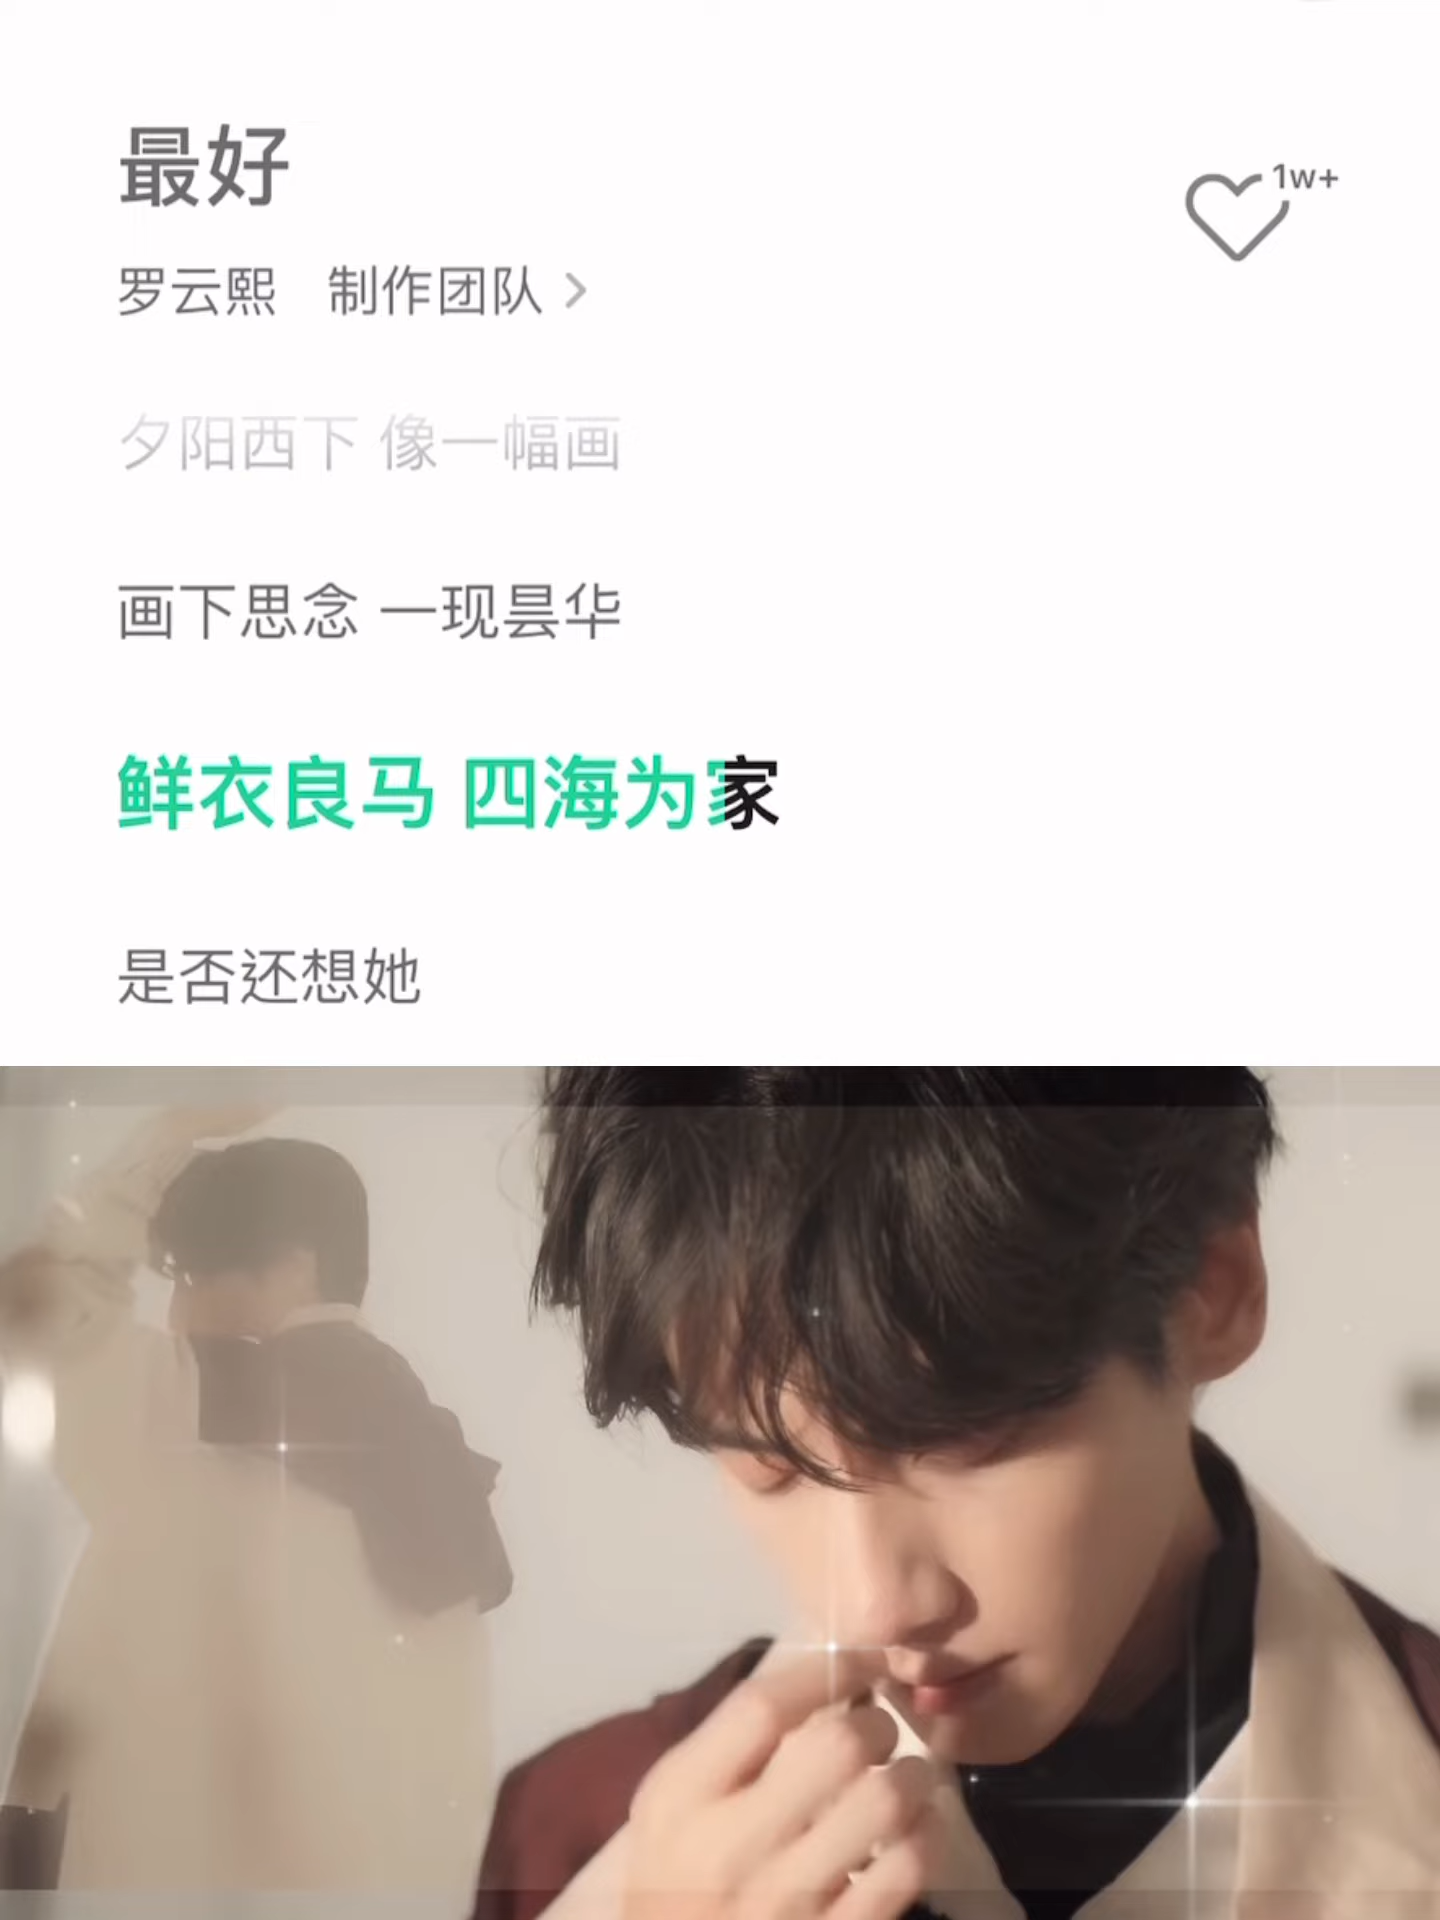 最好
1w+
罗云熙 制作团队 >
夕阳西下 像一幅画
画下思念 一现昙华
鲜衣良马 四海为家
是否还想她